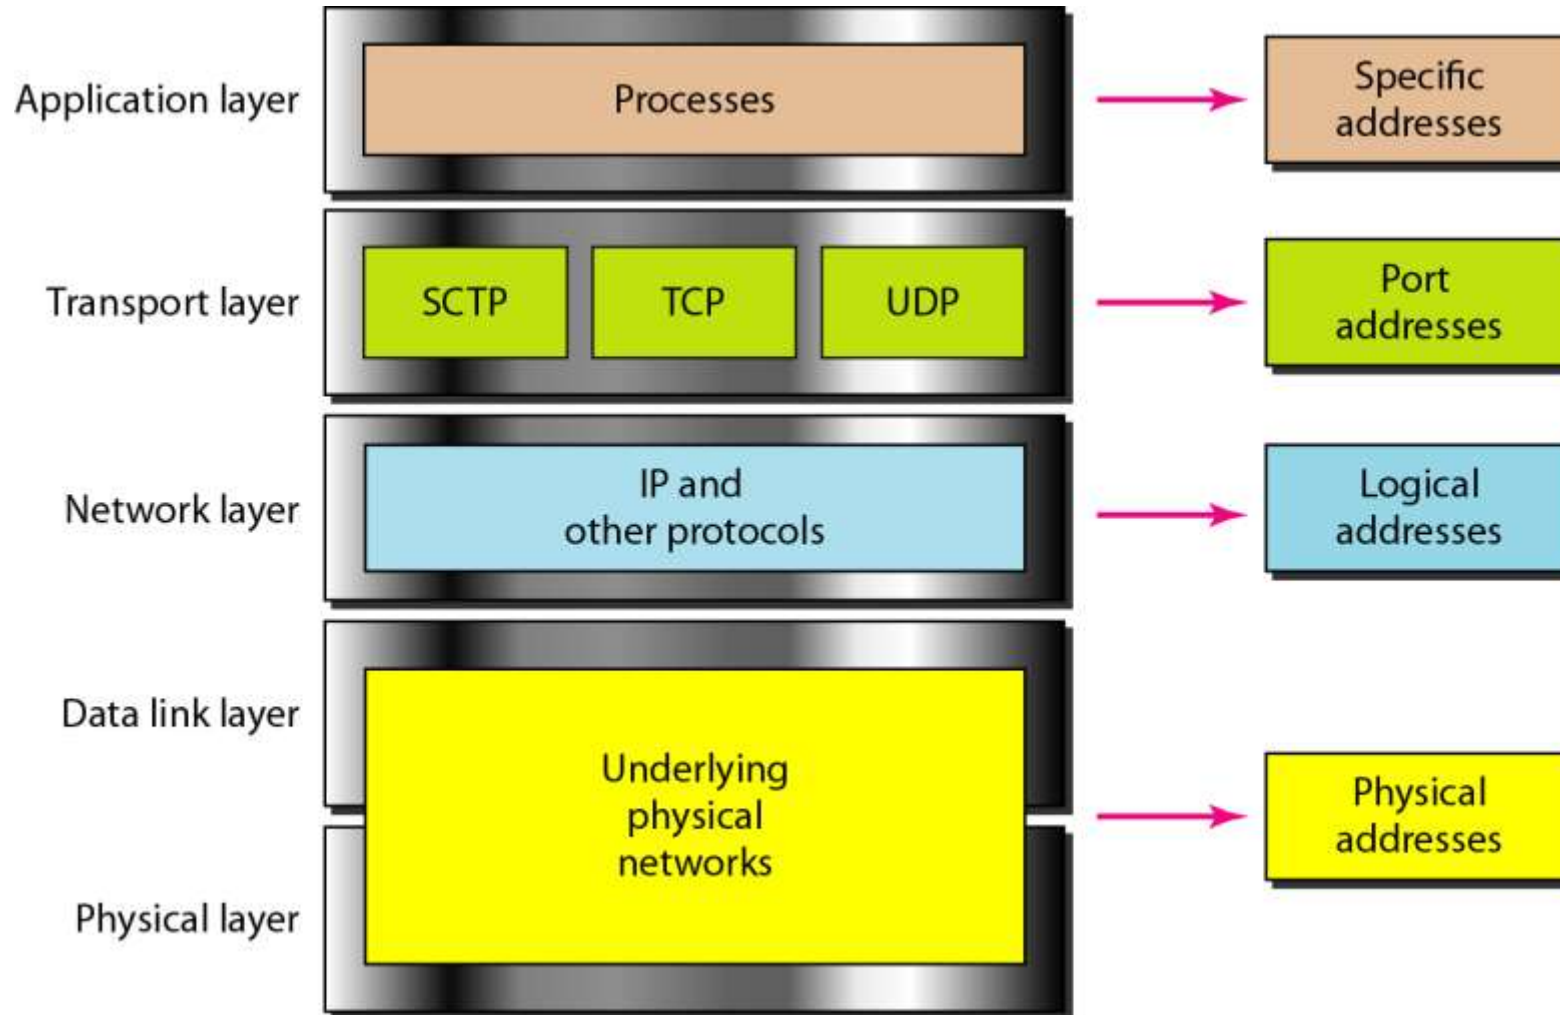 Application layer
Processes
Specific
addresses
Transport layer
SCTP
TCP
UDP
Port
addresses
Network layer
IP and
other protocols
Logical
addresses
Data link layer
Underlying
physical
networks
Physical
addresses
Physical layer